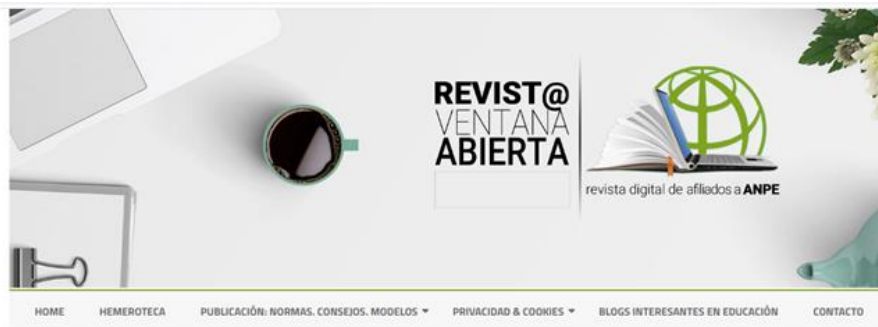 REVIST@
VENTANA
ABIERTA
revista digital de afiliados a ANPE
HOME HEMEROTECA PUBLICACIÓN: NORMAS. CONSEJOS. MODELOS PRIVACIDAD & COOKIES BLOGS INTERESANTES EN EDUCACIÓN CONTACTO